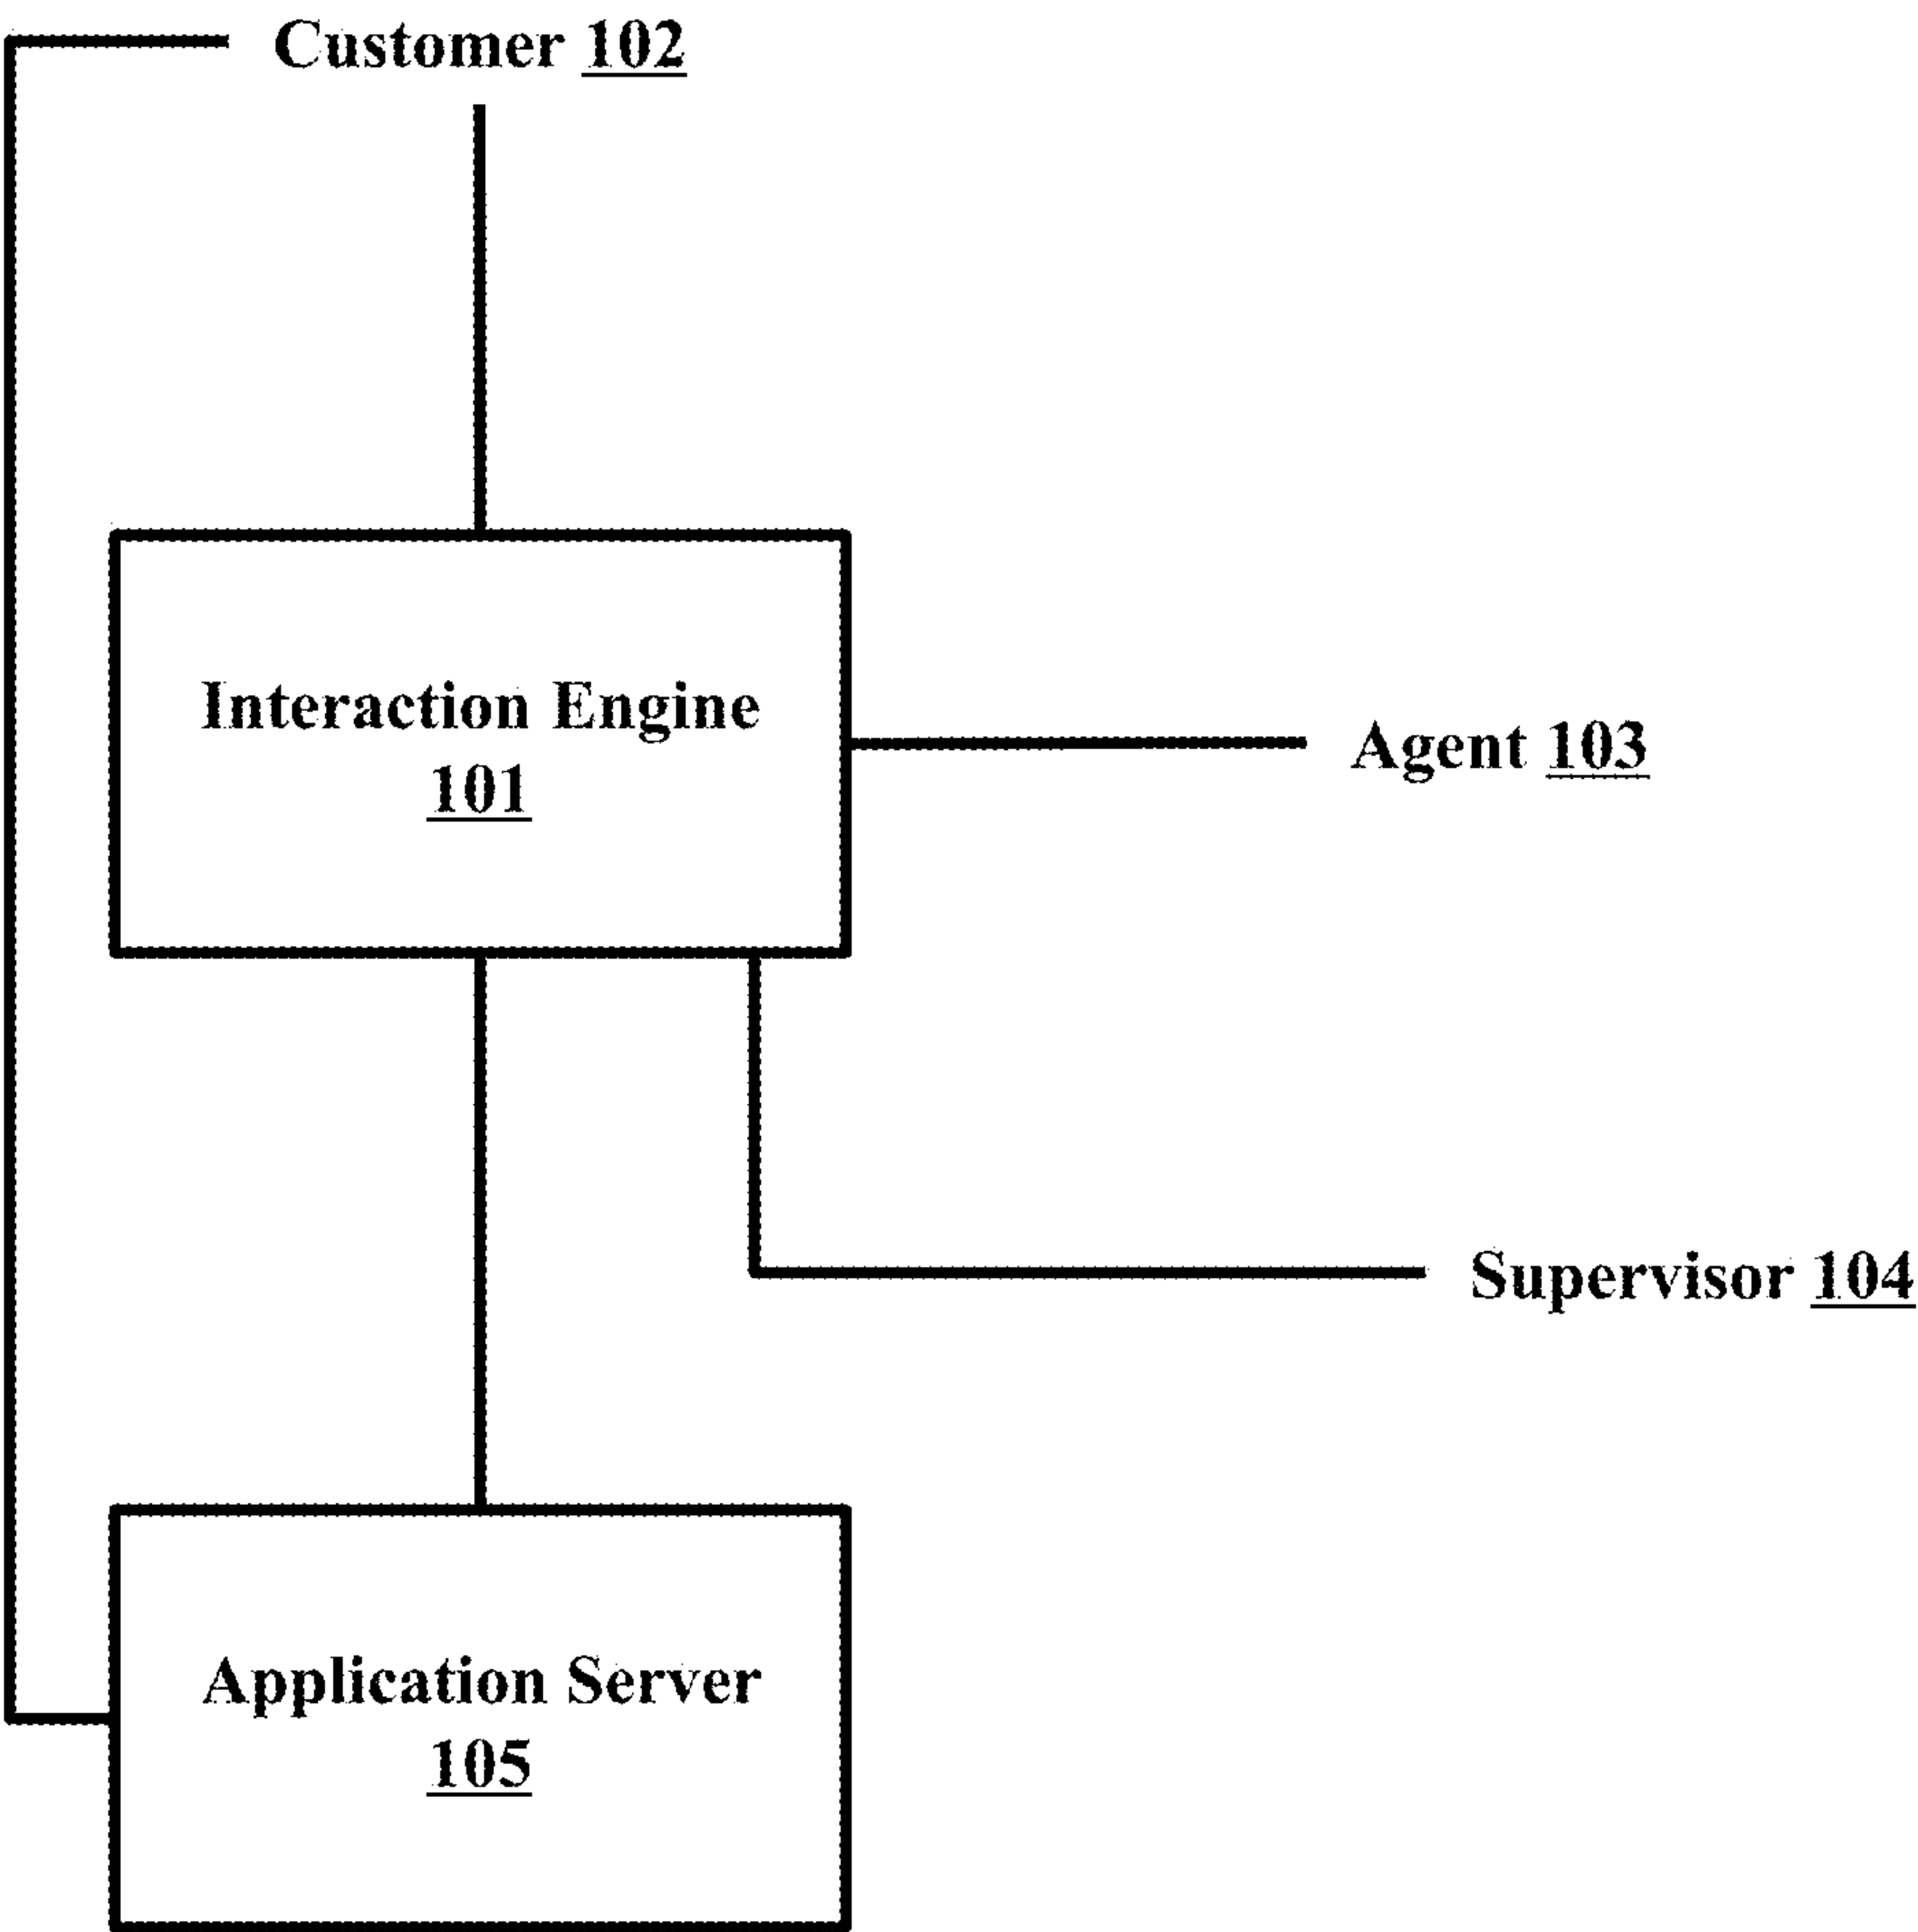 Customer 102
Interaction Engine
101
Agent 103
Supervisor 104
Application Server
105